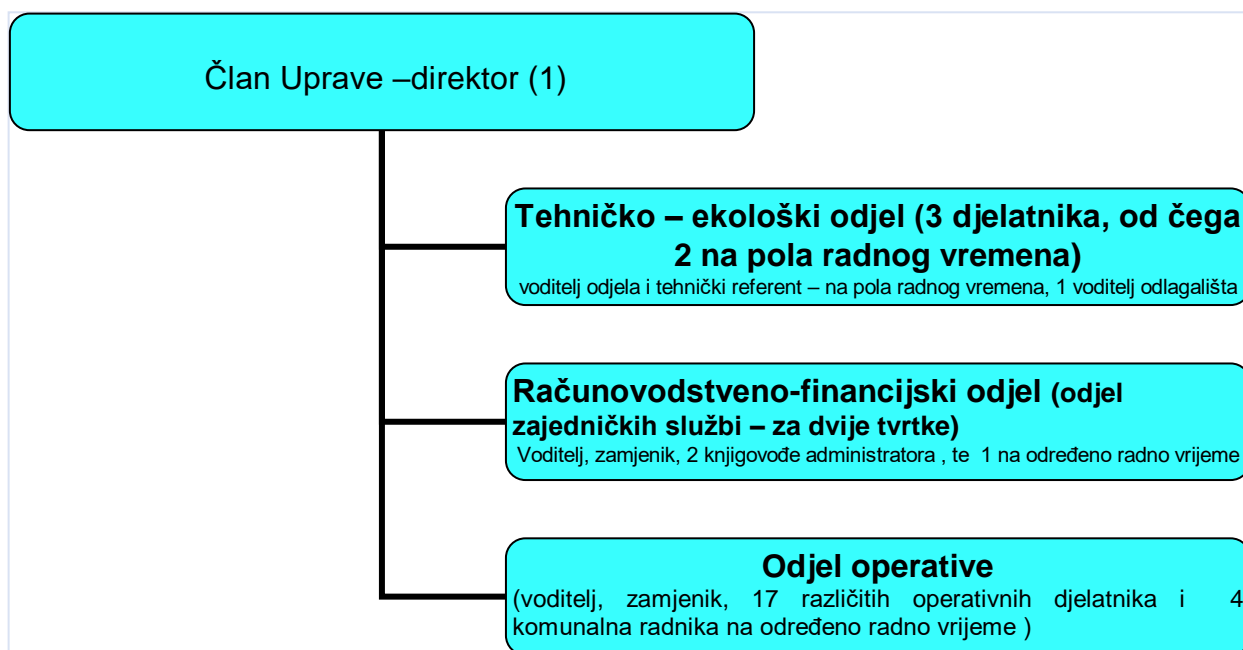 Član Uprave –direktor (1)
Tehničko – ekološki odjel (3 djelatnika, od čega
2 na pola radnog vremena)
voditelj odjela i tehnički referent – na pola radnog vremena, 1 voditelj odlagališta
Računovodstveno-financijski odjel (odjel
zajedničkih službi – za dvije tvrtke)
Voditelj, zamjenik, 2 knjigovođe administratora , te 1 na određeno radno vrijeme
Odjel operative
(voditelj, zamjenik, 17 različitih operativnih djelatnika i 4
komunalna radnika na određeno radno vrijeme )